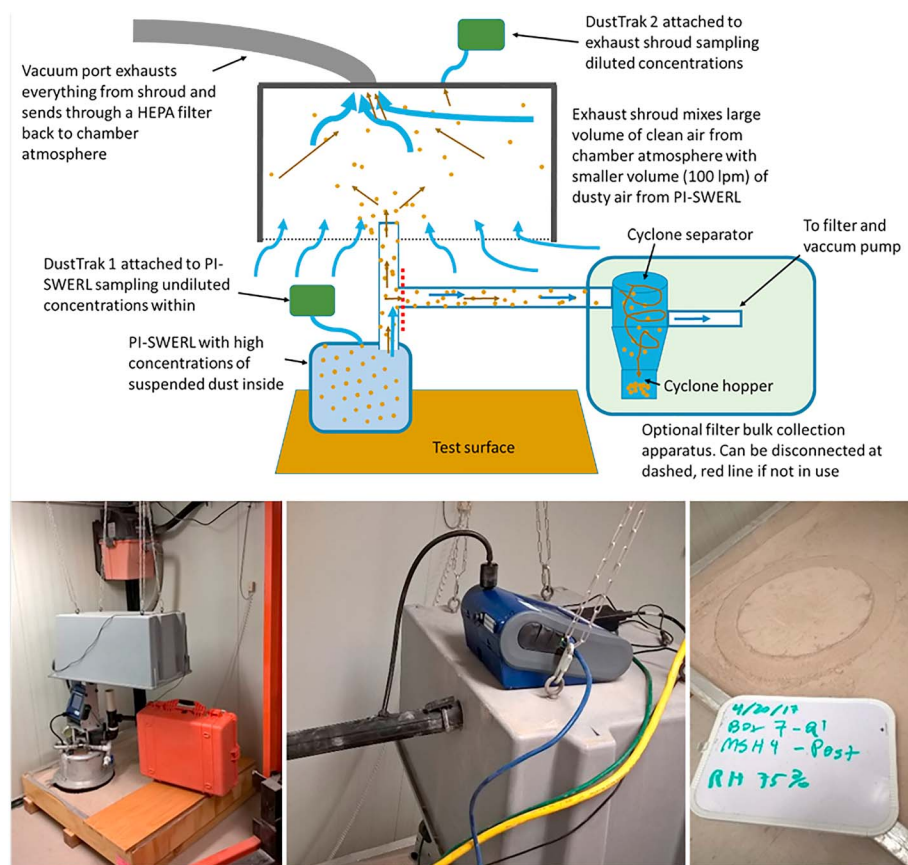 DustTrak 2 attached to
exhaust shroud sampling
diluted concentrations
Vacuum port exhausts
everything from shroud and
sends through a HEPA filter
back to chamber
atmosphere
Exhaust shroud mixes large
volume of clean air from
chamber atmosphere with
smaller volume (100 lpm) of
dusty air from PI-SWERL
DustTrak 1 attached to PI-
SWERL sampling undiluted
concentrations within
Cyclone separator
To filter and
vaccum pump
PI-SWERL with high
concentrations of
suspended dust inside
Cyclone hopper
Test surface
Optional filter bulk collection
apparatus. Can be disconnected at
dashed, red line if not in use
4/20/17
Box 7-Q1
MSH4 - Post
RH 75%